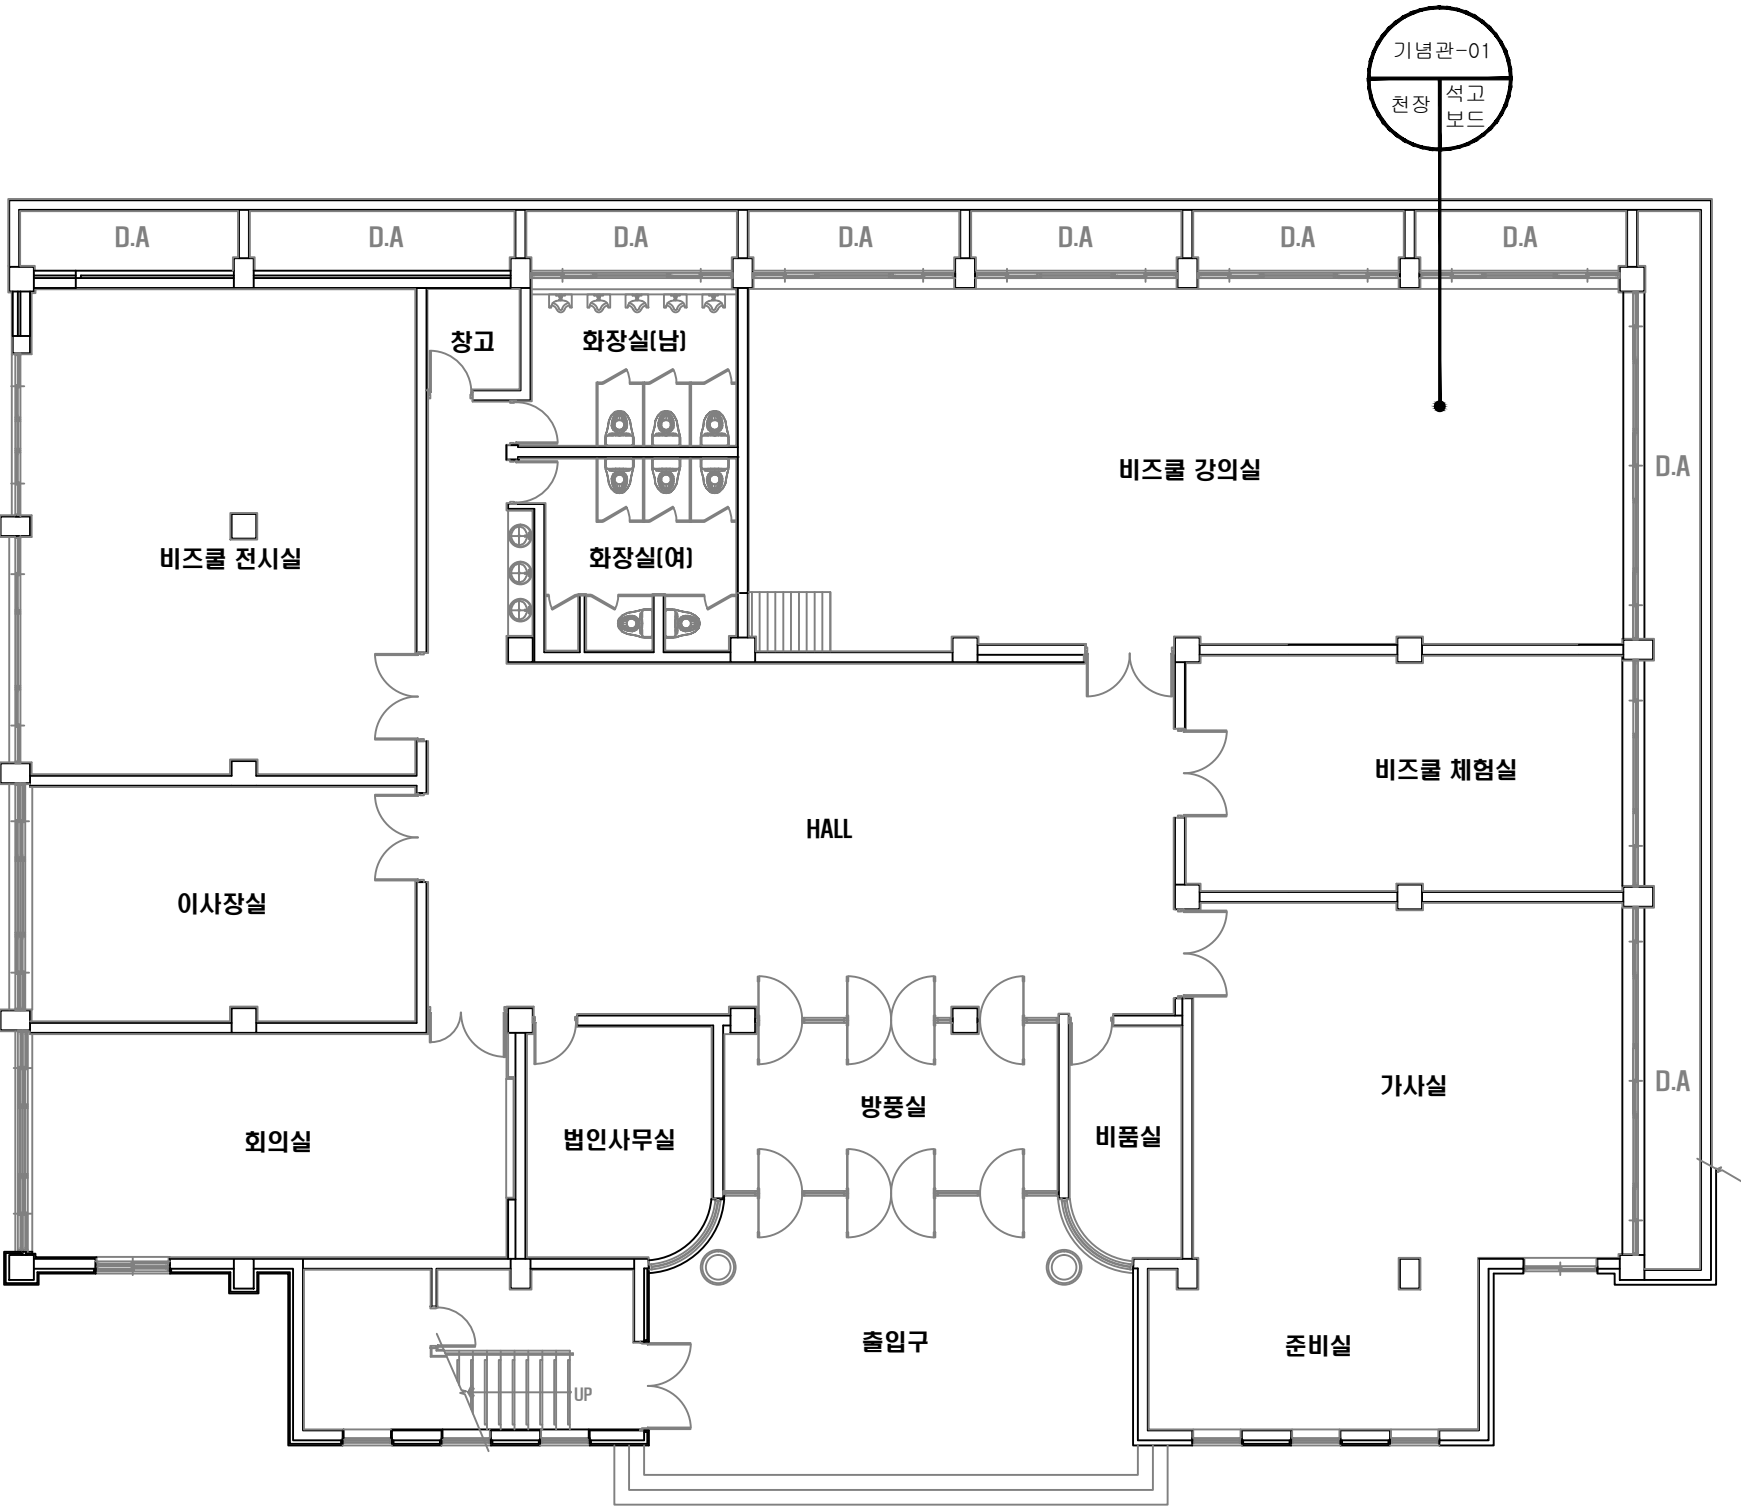 기념관-01
천장
석고
보드
D.A
D.A
D.A
D.A
D.A
D.A
D.A
창고
화장실(남)
비즈쿨 강의실
D.A
비즈쿨 전시실
화장실(여)
비즈쿨 체험실
HALL
이사장실
가사실
D.A
방풍실
비품실
법인사무실
회의실
출입구
준비실
UP